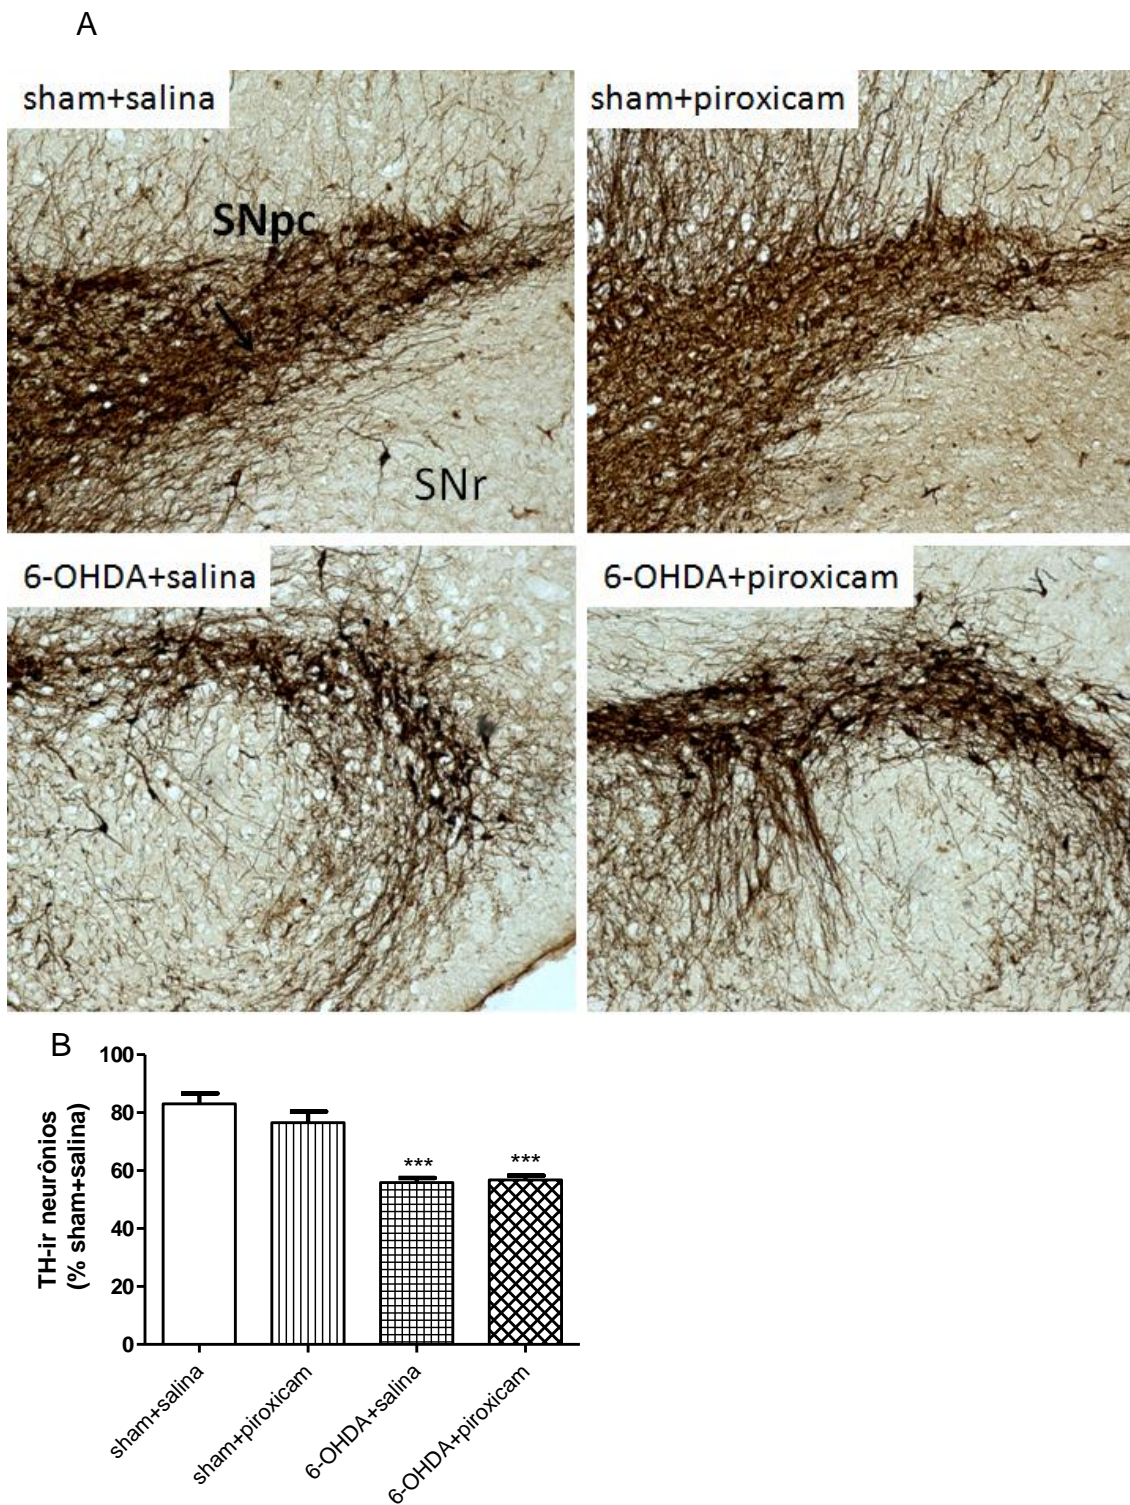 A
sham+salina
sham+piroxicam
SNpc
SNr
6-OHDA+salina
6-OHDA+piroxicam
B
TH-ir neurônios
(% sham+salina)
100
80
60
40
20
0
***
***
sham+salina
sham+piroxicam
6-OHDA+salina
6-OHDA+piroxicam